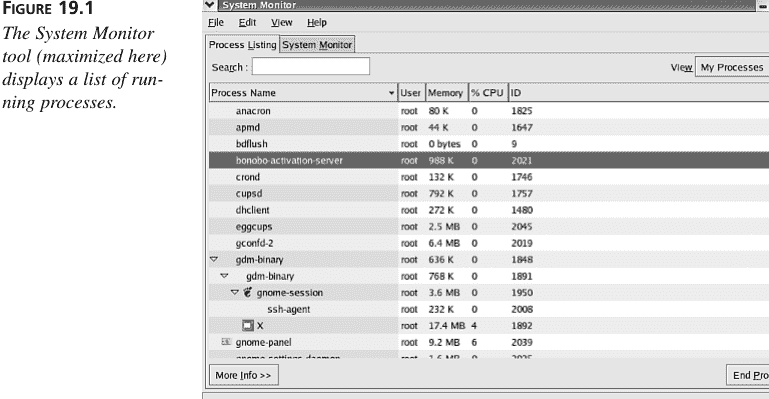 FIGURE 19.1
The System Monitor
tool (maximized here)
displays a list of run-
ning processes.
System Monitor
File Edit View Help
Process Listing System Monitor
Search: View My Processes
Process Name User Memory % CPU ID
anacron root 80 K 0 1825
apmd root 44 K 0 1647
bdflush root 0 bytes 0 9
bonobo-activation-server root 988 K 0 2021
crond root 132 K 0 1746
cupsd root 792 K 0 1757
dhclient root 272 K 0 1480
eggcups root 2.5 MB 0 2045
gconfd-2 root 6.4 MB 0 2019
gdm-binary root 636 K 0 1848
gdm-binary root 768 K 0 1891
gnome-session root 3.6 MB 0 1950
ssh-agent root 232 K 0 2008
X root 17.4 MB 4 1892
gnome-panel root 9.2 MB 6 2039
More Info >> End Pro